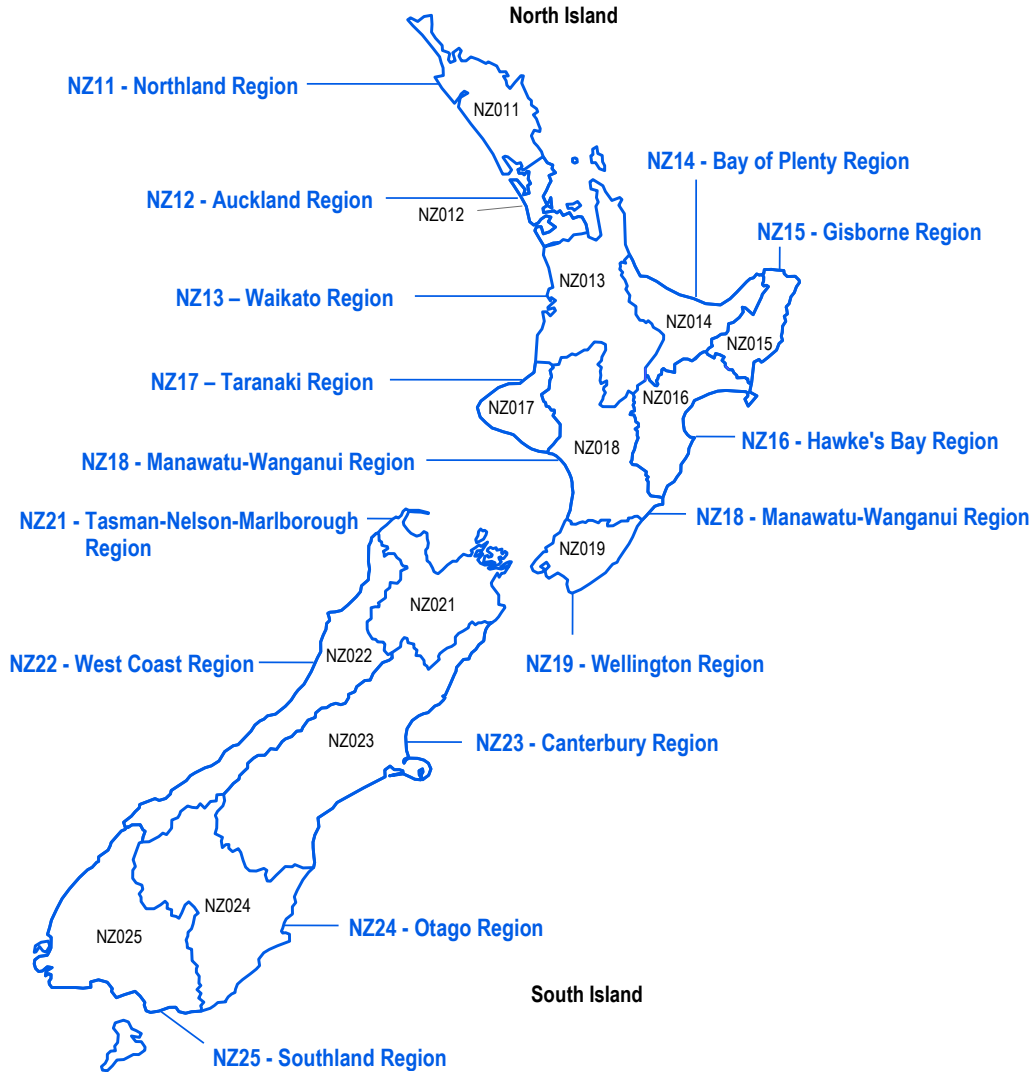 North Island
NZ11 - Northland Region
NZ011
NZ14 - Bay of Plenty Region
NZ12 - Auckland Region
NZ012
NZ15 - Gisborne Region
NZ013
NZ13 – Waikato Region
NZ014
NZ015
NZ17 – Taranaki Region
NZ016
NZ017
NZ018
NZ16 - Hawke's Bay Region
NZ18 - Manawatu-Wanganui Region
NZ21 - Tasman-Nelson-Marlborough
Region
NZ18 - Manawatu-Wanganui Region
NZ019
NZ021
NZ022
NZ22 - West Coast Region
NZ19 - Wellington Region
NZ023
NZ23 - Canterbury Region
NZ024
NZ24 - Otago Region
NZ025
South Island
NZ25 - Southland Region